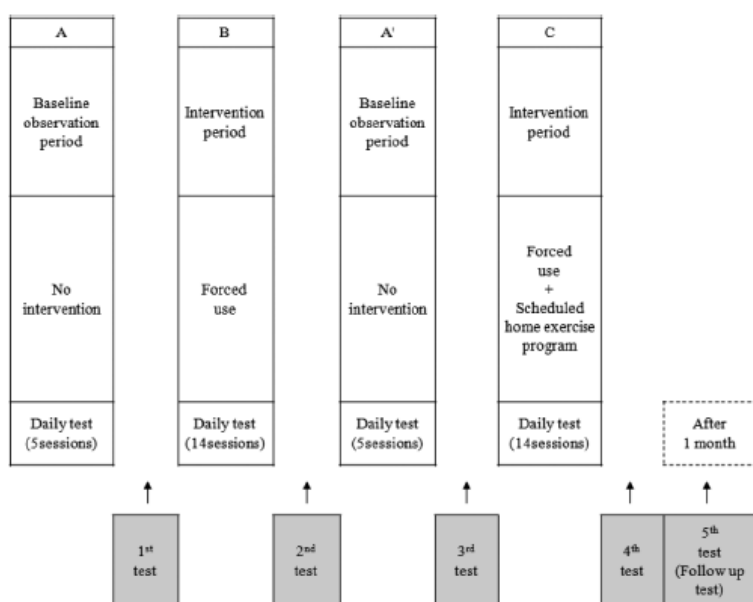 A
Baseline
observation
period
No
intervention
Daily test
(5sessions)
B
Intervention
period
Forced
use
Daily test
(14sessions)
A'
Baseline
observation
period
No
intervention
Daily test
(5sessions)
C
Intervention
period
Forced
use
+
Scheduled
home exercise
program
Daily test
(14sessions)
After
1 month
1st
test
2nd
test
3rd
test
4th
test
5th
test
(Follow up
test)